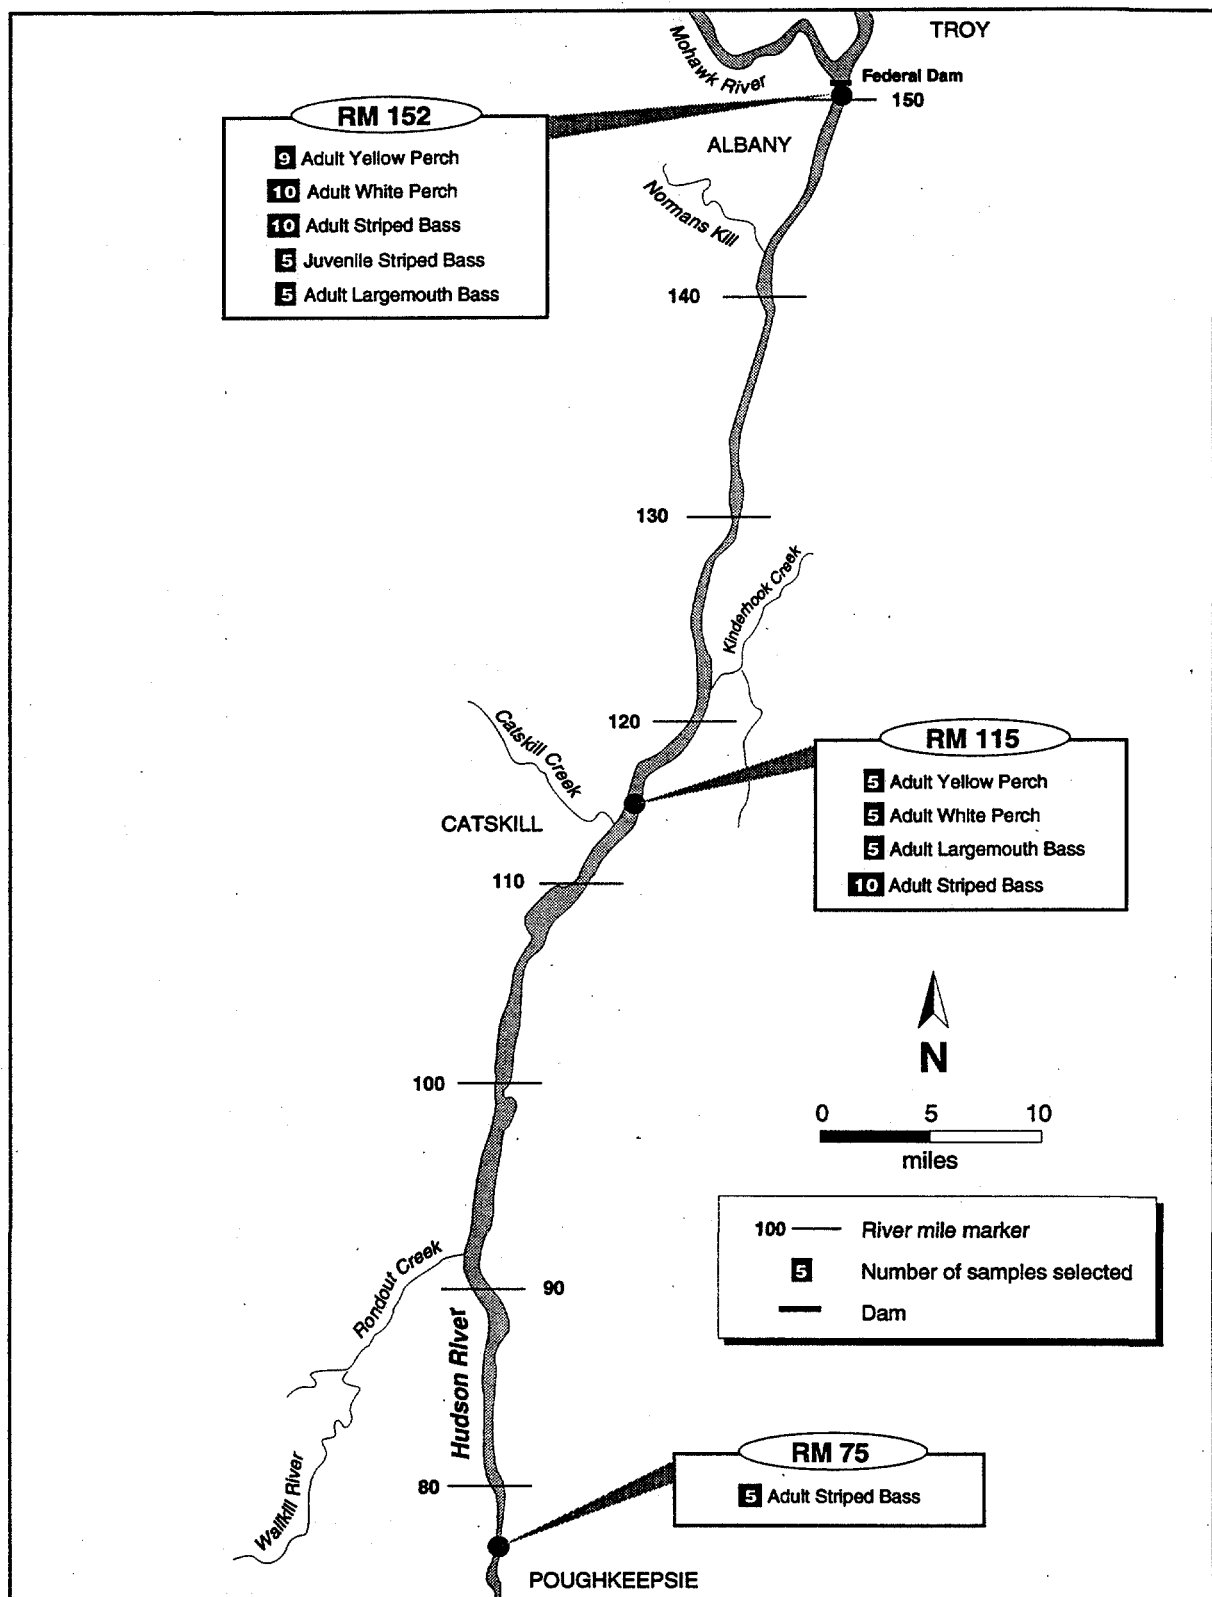 TROY
Mohawk River
Federal Dam
150
RM 152
9 Adult Yellow Perch
10 Adult White Perch
10 Adult Striped Bass
5 Juvenile Striped Bass
5 Adult Largemouth Bass
ALBANY
Normans Kill
140
130
Kinderhook Creek
120
Catskill Creek
RM 115
5 Adult Yellow Perch
5 Adult White Perch
5 Adult Largemouth Bass
10 Adult Striped Bass
CATSKILL
110
N
100
0 5 10
miles
100 River mile marker
5 Number of samples selected
Dam
Rondout Creek
90
Hudson River
Wallkill River
80
RM 75
5 Adult Striped Bass
POUGHKEEPSIE